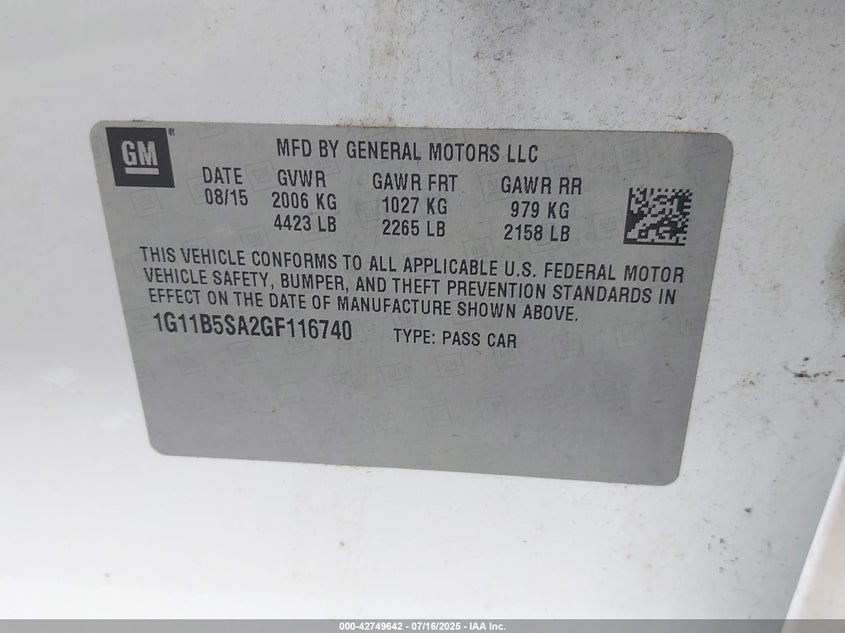 GM®
MFD BY GENERAL MOTORS LLC
DATE GVWR GAWR FRT GAWR RR
08/15 2006 KG 1027 KG 979 KG
4423 LB 2265 LB 2158 LB
THIS VEHICLE CONFORMS TO ALL APPLICABLE U.S. FEDERAL MOTOR
VEHICLE SAFETY, BUMPER, AND THEFT PREVENTION STANDARDS IN
EFFECT ON THE DATE OF MANUFACTURE SHOWN ABOVE.
1G11B5SA2GF116740 TYPE: PASS CAR
000-42749642 - 07/16/2025 - IAA Inc.